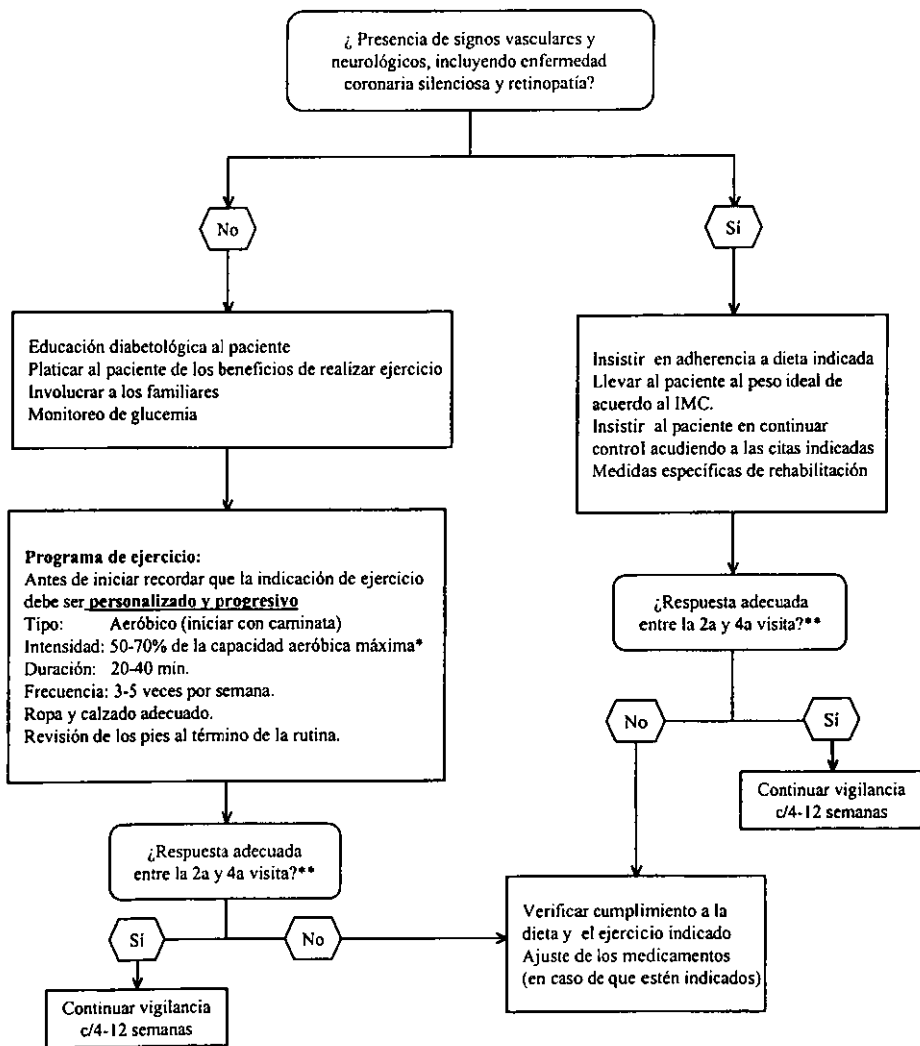 ¿ Presencia de signos vasculares y
neurológicos, incluyendo enfermedad
coronaria silenciosa y retinopatía?
No
Sí
Educación diabetológica al paciente
Platicar al paciente de los beneficios de realizar ejercicio
Involucrar a los familiares
Monitoreo de glucemia
Insistir en adherencia a dieta indicada
Llevar al paciente al peso ideal de
acuerdo al IMC.
Insistir al paciente en continuar
control acudiendo a las citas indicadas
Medidas específicas de rehabilitación
Programa de ejercicio:
Antes de iniciar recordar que la indicación de ejercicio
debe ser personalizado y progresivo
Tipo: Aeróbico (iniciar con caminata)
Intensidad: 50-70% de la capacidad aeróbica máxima*
Duración: 20-40 min.
Frecuencia: 3-5 veces por semana.
Ropa y calzado adecuado.
Revisión de los pies al término de la rutina.
¿Respuesta adecuada
entre la 2a y 4a visita?**
No
Sí
Continuar vigilancia
c/4-12 semanas
¿Respuesta adecuada
entre la 2a y 4a visita?**
Sí
No
Continuar vigilancia
c/4-12 semanas
Verificar cumplimiento a la
dieta y el ejercicio indicado
Ajuste de los medicamentos
(en caso de que estén indicados)